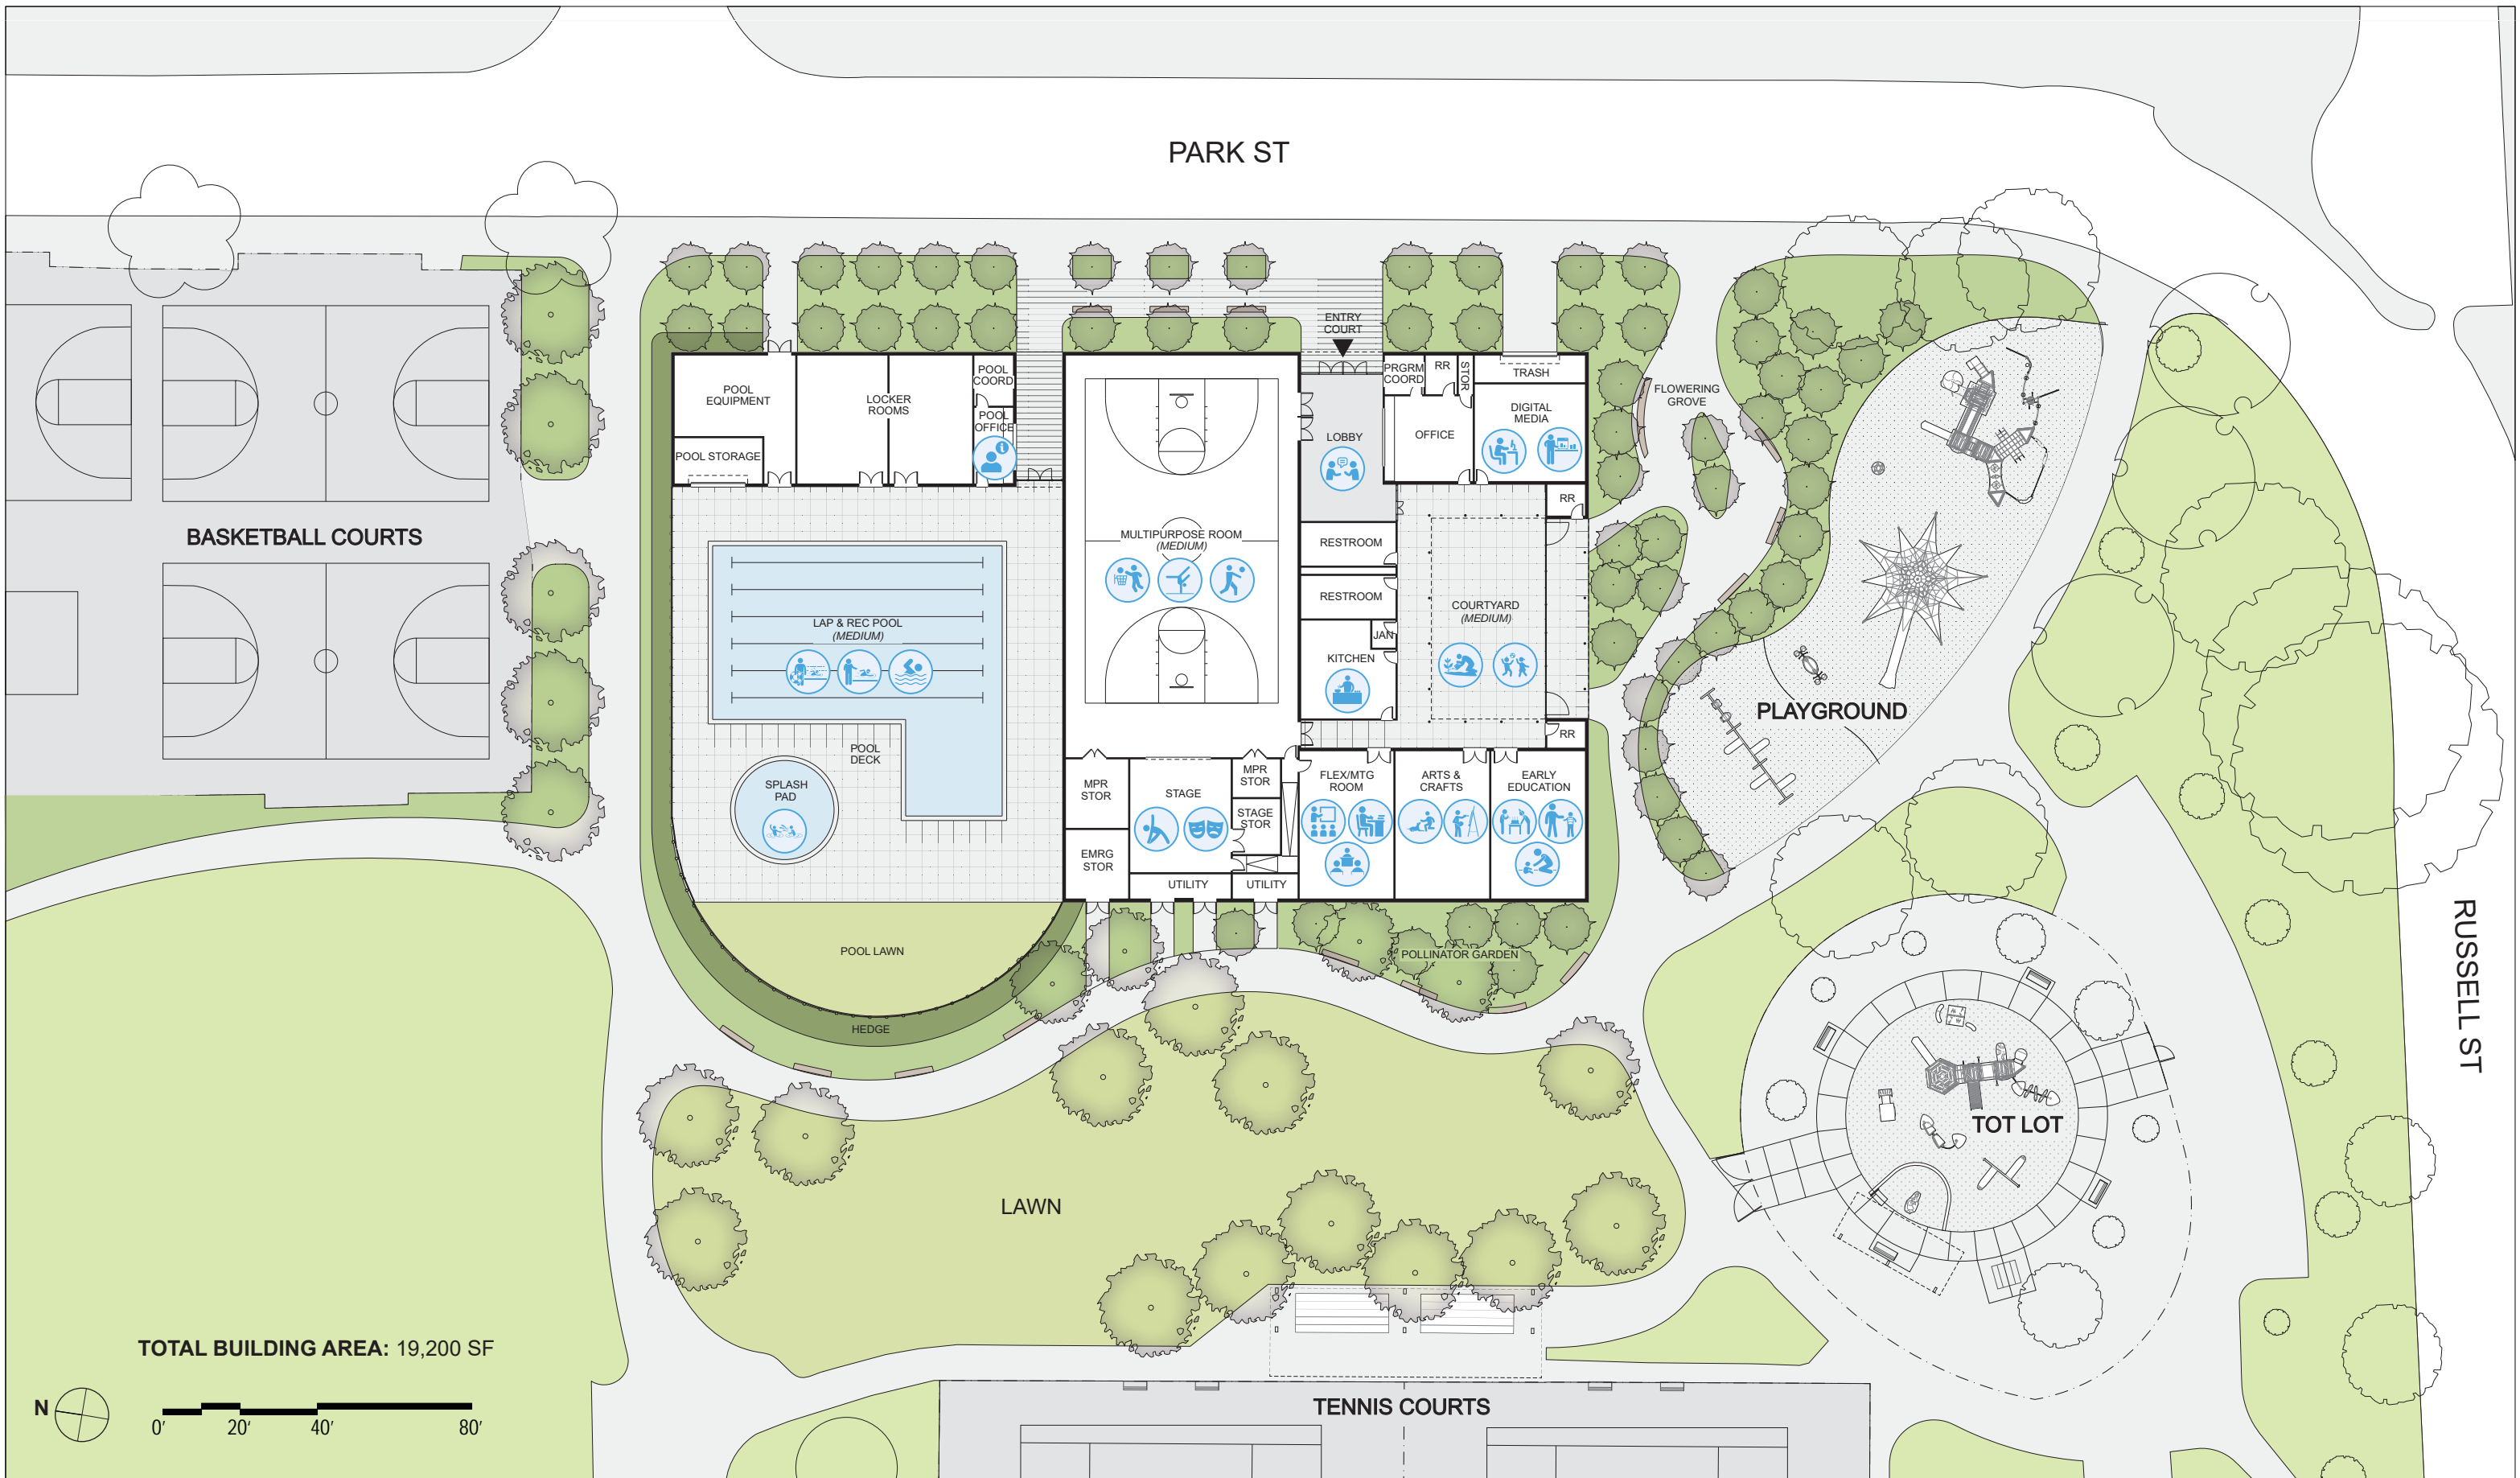 PARK ST
ENTRY
COURT
POOL
EQUIPMENT
LOCKER
ROOMS
POOL
COORD
POOL
OFFICE
POOL STORAGE
PRGRM
COORD
RR
STOR
TRASH
DIGITAL
MEDIA
OFFICE
LOBBY
FLOWERING
GROVE
RR
BASKETBALL COURTS
MULTIPURPOSE ROOM
(MEDIUM)
RESTROOM
RESTROOM
JAN
KITCHEN
COURTYARD
(MEDIUM)
LAP & REC POOL
(MEDIUM)
PLAYGROUND
RR
POOL
DECK
SPLASH
PAD
MPR
STOR
STAGE
MPR
STOR
STAGE
STOR
FLEX/MTG
ROOM
ARTS &
CRAFTS
EARLY
EDUCATION
EMRG
STOR
UTILITY
UTILITY
POOL LAWN
POLLINATOR GARDEN
HEDGE
RUSSELL ST
TOT LOT
LAWN
TOTAL BUILDING AREA: 19,200 SF
N
0'
20'
40'
80'
TENNIS COURTS